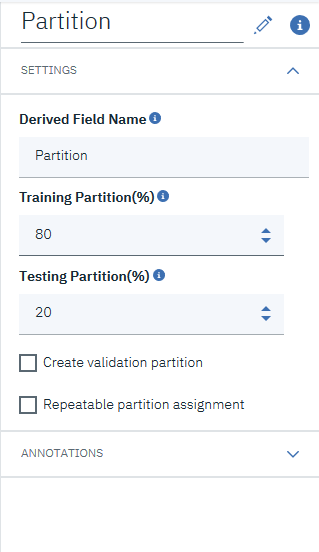 Partition
SETTINGS
Derived Field Name
Partition
Training Partition(%)
80
Testing Partition(%)
20
Create validation partition
Repeatable partition assignment
ANNOTATIONS